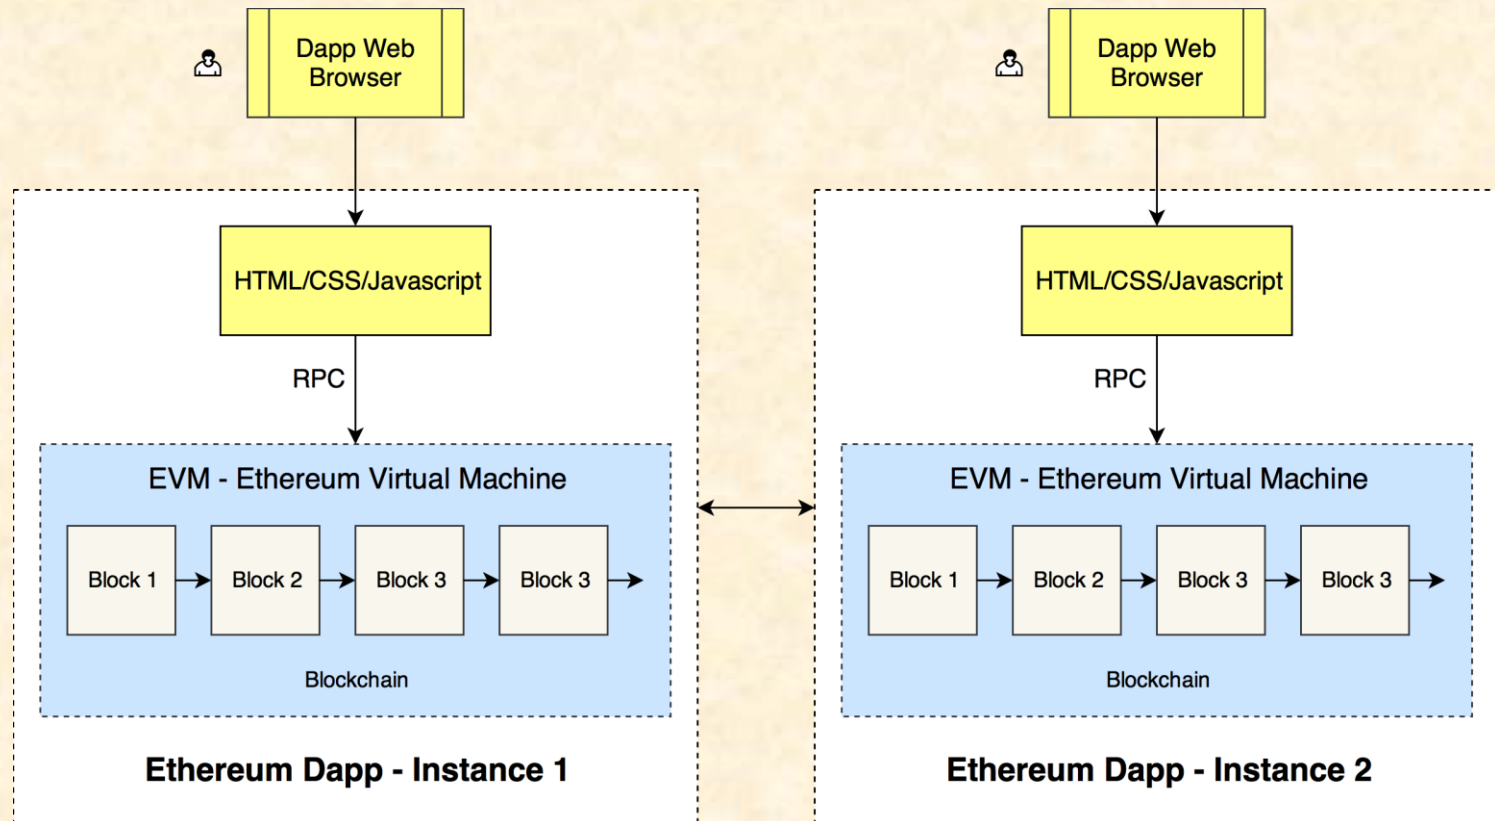 Dapp Web
Browser
HTML/CSS/Javascript
RPC
EVM - Ethereum Virtual Machine
Block 1
Block 2
Block 3
Block 3
Blockchain
Ethereum Dapp - Instance 1
Dapp Web
Browser
HTML/CSS/Javascript
RPC
EVM - Ethereum Virtual Machine
Block 1
Block 2
Block 3
Block 3
Blockchain
Ethereum Dapp - Instance 2